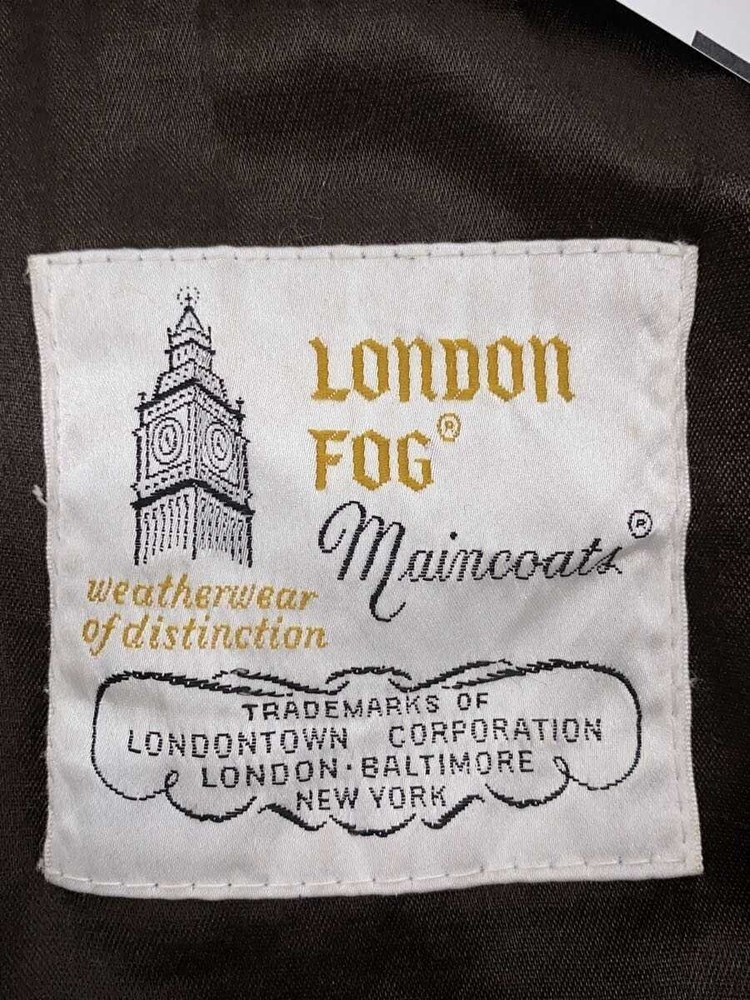 LONDON
FOG®
Maincoats®
weatherwear
of distinction
TRADEMARKS OF
LONDONTOWN CORPORATION
LONDON·BALTIMORE
NEW YORK